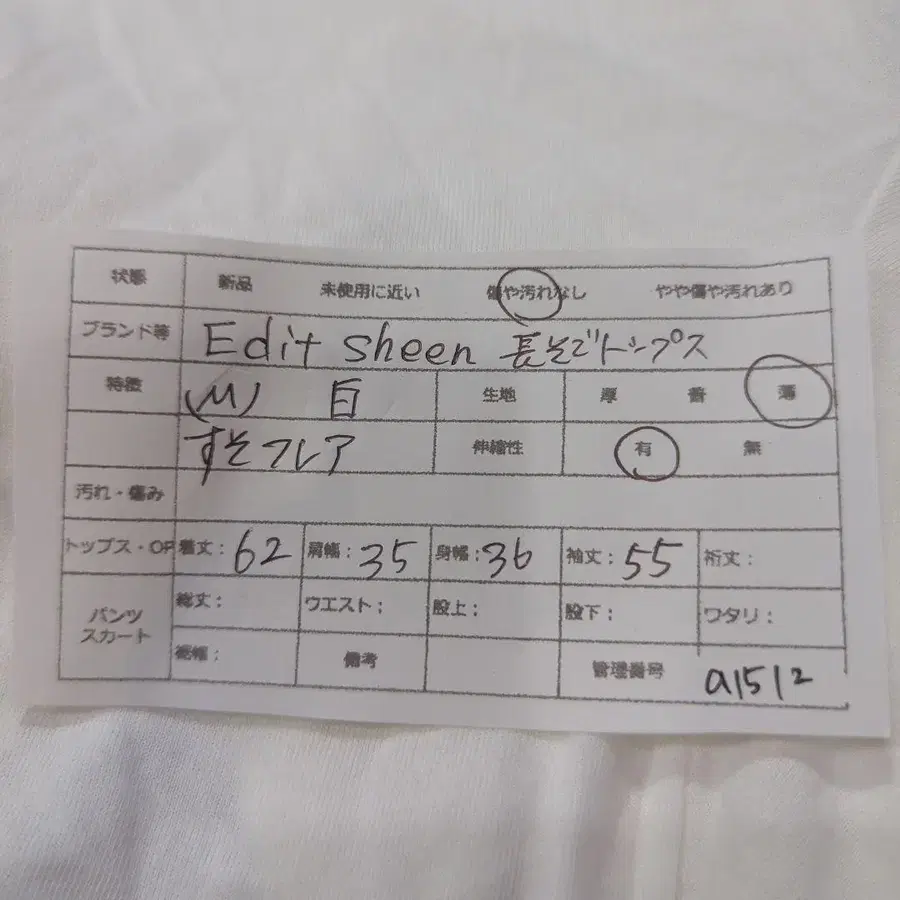 状態 新品 未使用に近い 傷や汚れなし やや傷や汚れあり
ブランド等 Edit sheen 長そでトップス
特徴 (M) 白 生地 厚 普 薄
すそフレア 伸縮性 有 無
汚れ・傷み
トップス・OP 着丈: 62 肩幅: 35 身幅: 36 袖丈: 55 裄丈:
パンツ スカート 総丈: ウエスト: 股上: 股下: ワタリ:
裾幅: 備考 管理番号 a1512